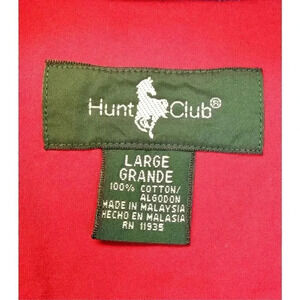 Hunt Club®
LARGE
GRANDE
100% COTTON/
ALGODON
MADE IN MALAYSIA
HECHO EN MALASIA
RN 11935